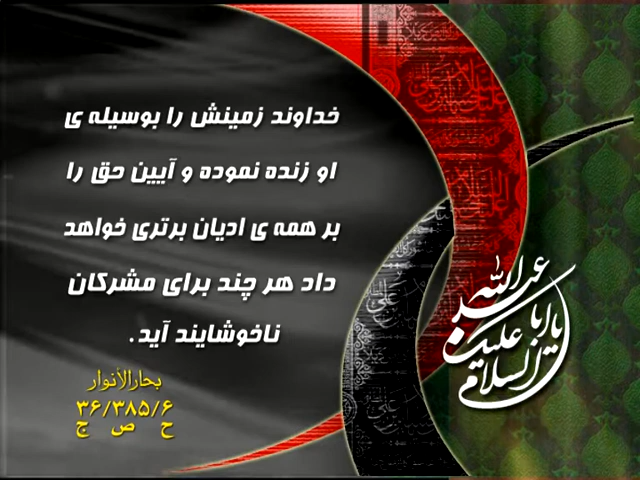 خداوند زمینش را بوسیله ی
او زنده نموده و آیین حق را
بر همه ی ادیان برتری خواهد
داد هر چند برای مشرکان
ناخوشایند آید.
بحارالأنوار
۳۶/۳۸۵/۶
ج ص ح
السلام علیک یا ابا عبدالله